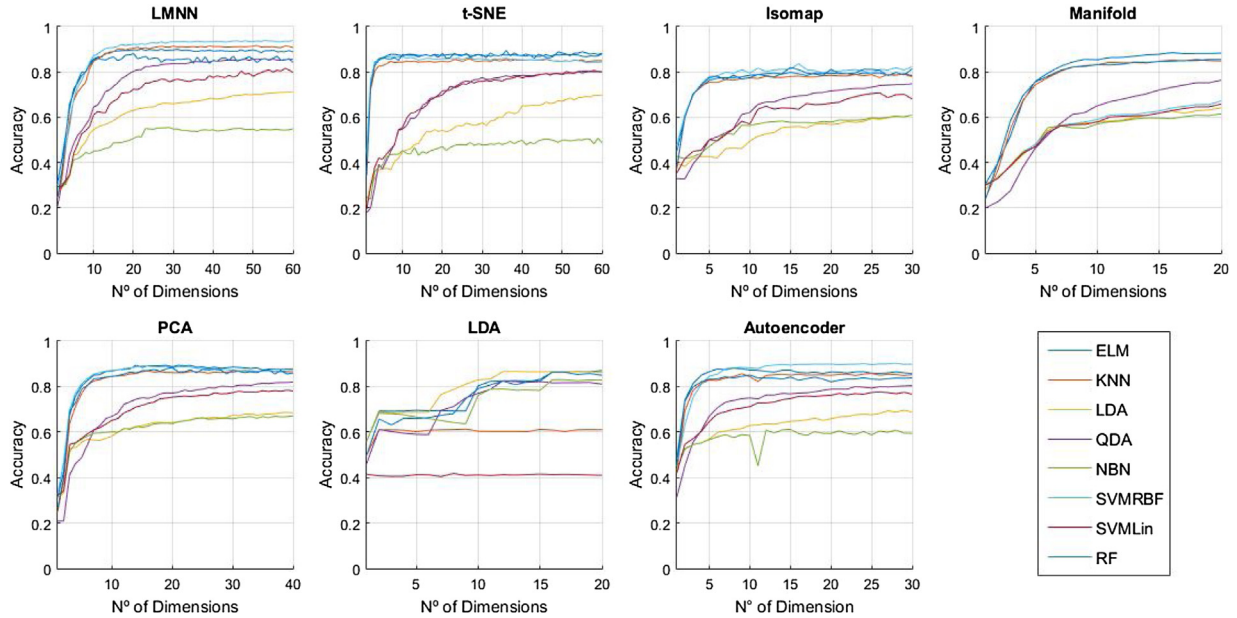 LMNN
t-SNE
Isomap
Manifold
Accuracy
1
0.8
0.6
0.4
0.2
0
10 20 30 40 50 60
Nº of Dimensions
Accuracy
1
0.8
0.6
0.4
0.2
0
10 20 30 40 50 60
Nº of Dimensions
Accuracy
1
0.8
0.6
0.4
0.2
0
5 10 15 20 25 30
Nº of Dimensions
Accuracy
1
0.8
0.6
0.4
0.2
0
5 10 15 20
Nº of Dimensions
PCA
LDA
Autoencoder
Accuracy
1
0.8
0.6
0.4
0.2
0
10 20 30 40
Nº of Dimensions
Accuracy
1
0.8
0.6
0.4
0.2
0
5 10 15 20
Nº of Dimensions
Accuracy
1
0.8
0.6
0.4
0.2
0
5 10 15 20 25 30
N° of Dimension
ELM
KNN
LDA
QDA
NBN
SVMRBF
SVMLin
RF